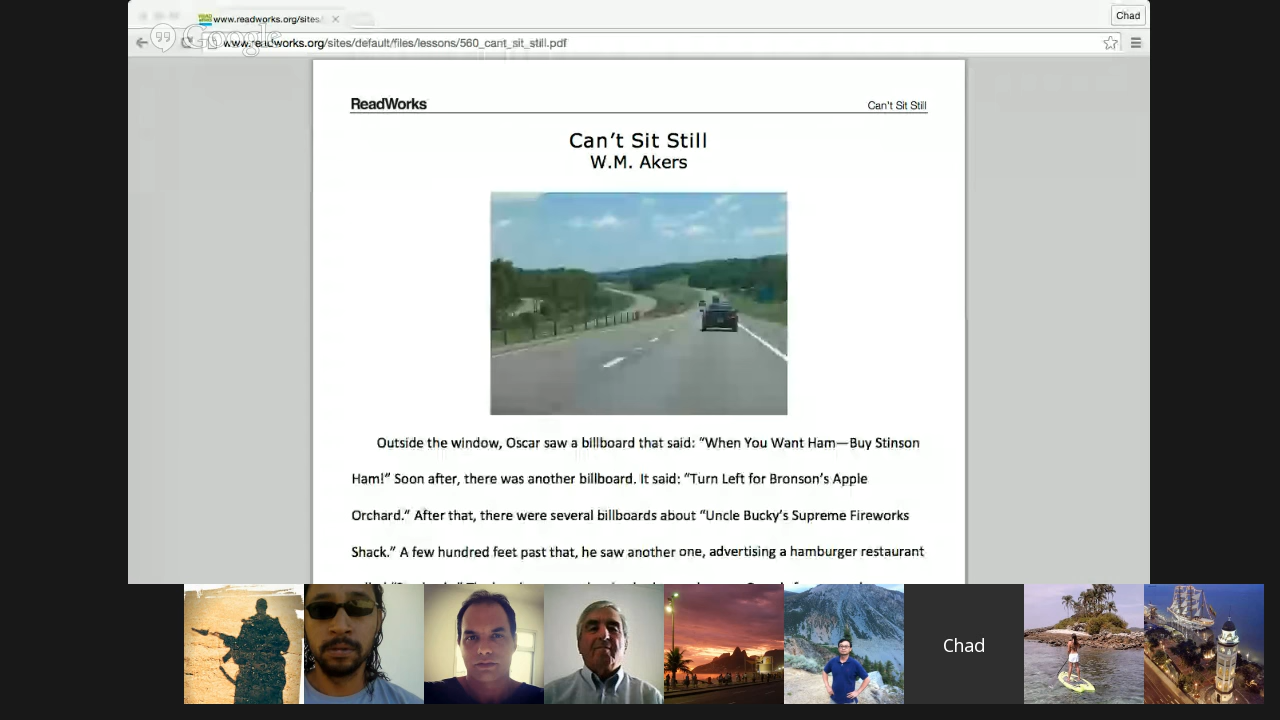 www.readworks.org/sites/
Chad
Google
www.readworks.org/sites/default/files/lessons/560_cant_sit_still.pdf
ReadWorks
Can't Sit Still
Can't Sit Still
W.M. Akers
Outside the window, Oscar saw a billboard that said: “When You Want Ham—Buy Stinson
Ham!” Soon after, there was another billboard. It said: “Turn Left for Bronson’s Apple
Orchard.” After that, there were several billboards about “Uncle Bucky’s Supreme Fireworks
Shack.” A few hundred feet past that, he saw another one, advertising a hamburger restaurant
Chad